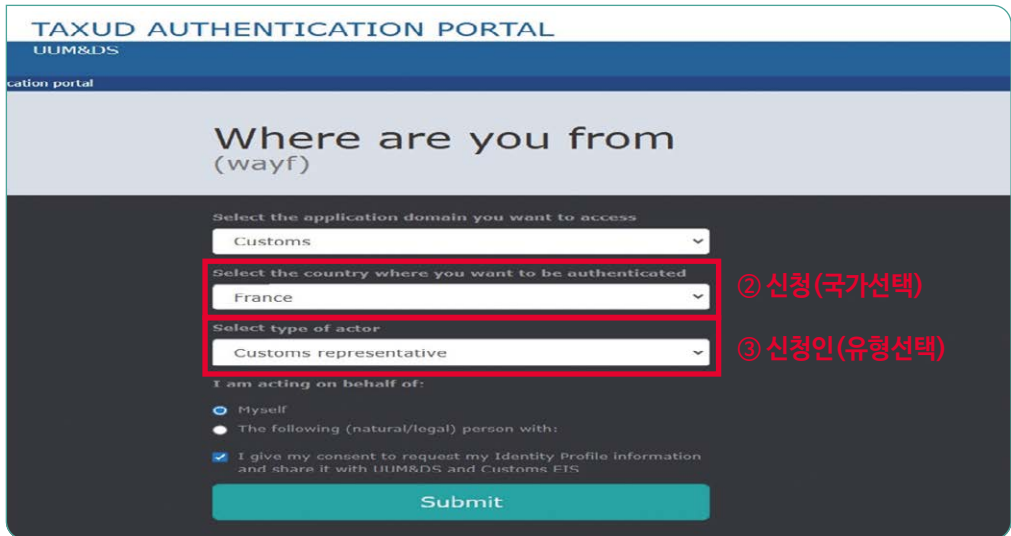 TAXUD AUTHENTICATION PORTAL
UUM&DS
cation portal
Where are you from
(wayf)
Select the application domain you want to access
Customs
Select the country where you want to be authenticated
France
② 신청(국가선택)
Select type of actor
Customs representative
③ 신청인(유형선택)
I am acting on behalf of:
Myself
The following (natural/legal) person with:
I give my consent to request my Identity Profile information
and share it with UUM&DS and Customs EIS
Submit